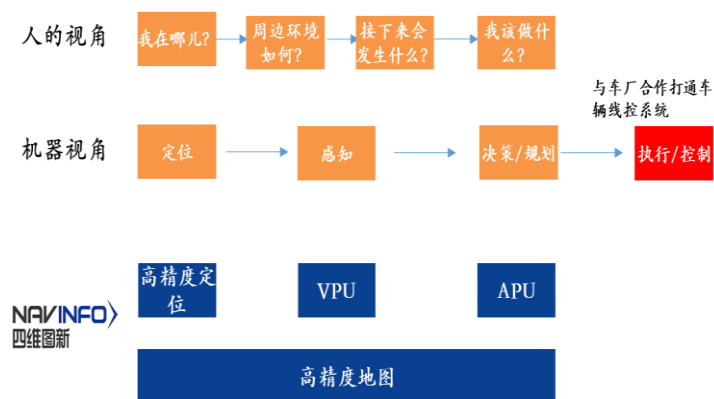 人的视角
我在哪儿?
周边环境
如何?
接下来会
发生什么?
我该做什
么?
与车厂合作打通车
辆线控系统
机器视角
定位
感知
决策/规划
执行/控制
高精度定
位
VPU
APU
NAVINFO
四维图新
高精度地图